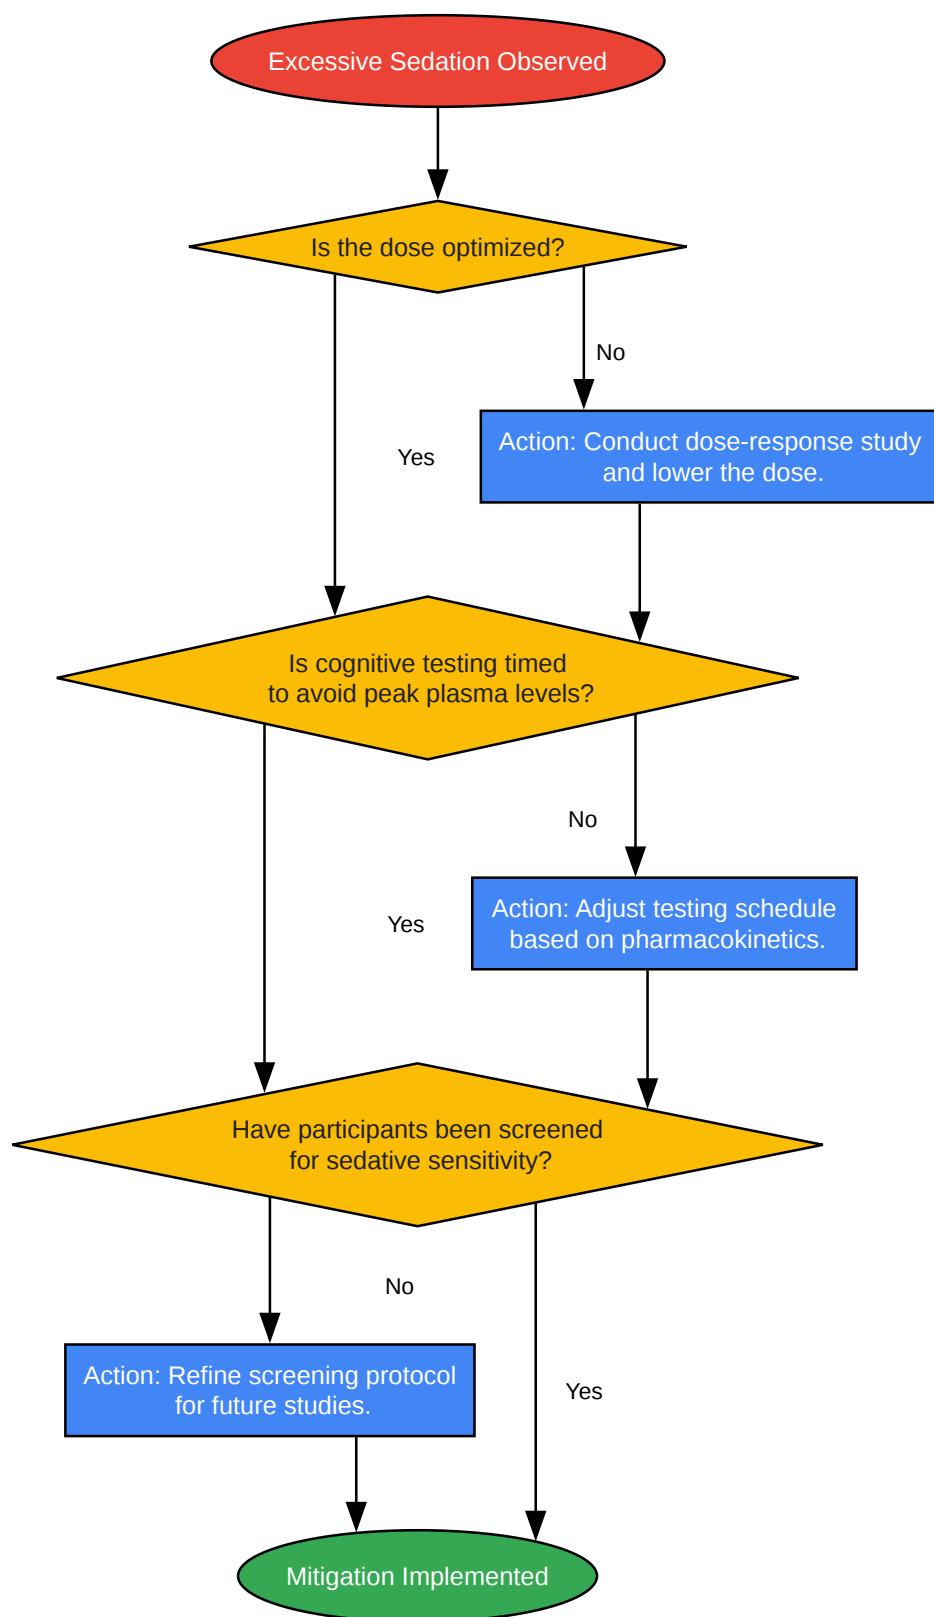 Excessive Sedation Observed
Is the dose optimized?
No
Action: Conduct dose-response study
and lower the dose.
Yes
Is cognitive testing timed
to avoid peak plasma levels?
No
Action: Adjust testing schedule
based on pharmacokinetics.
Yes
Have participants been screened
for sedative sensitivity?
No
Action: Refine screening protocol
for future studies.
Yes
Mitigation Implemented